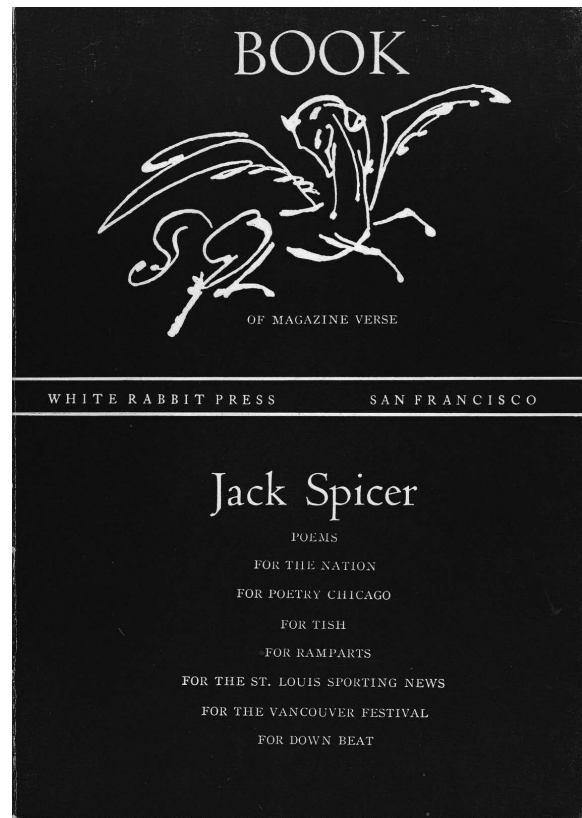 BOOK
OF MAGAZINE VERSE
WHITE RABBIT PRESS SAN FRANCISCO
Jack Spicer
POEMS
FOR THE NATION
FOR POETRY CHICAGO
FOR TISH
FOR RAMPARTS
FOR THE ST. LOUIS SPORTING NEWS
FOR THE VANCOUVER FESTIVAL
FOR DOWN BEAT